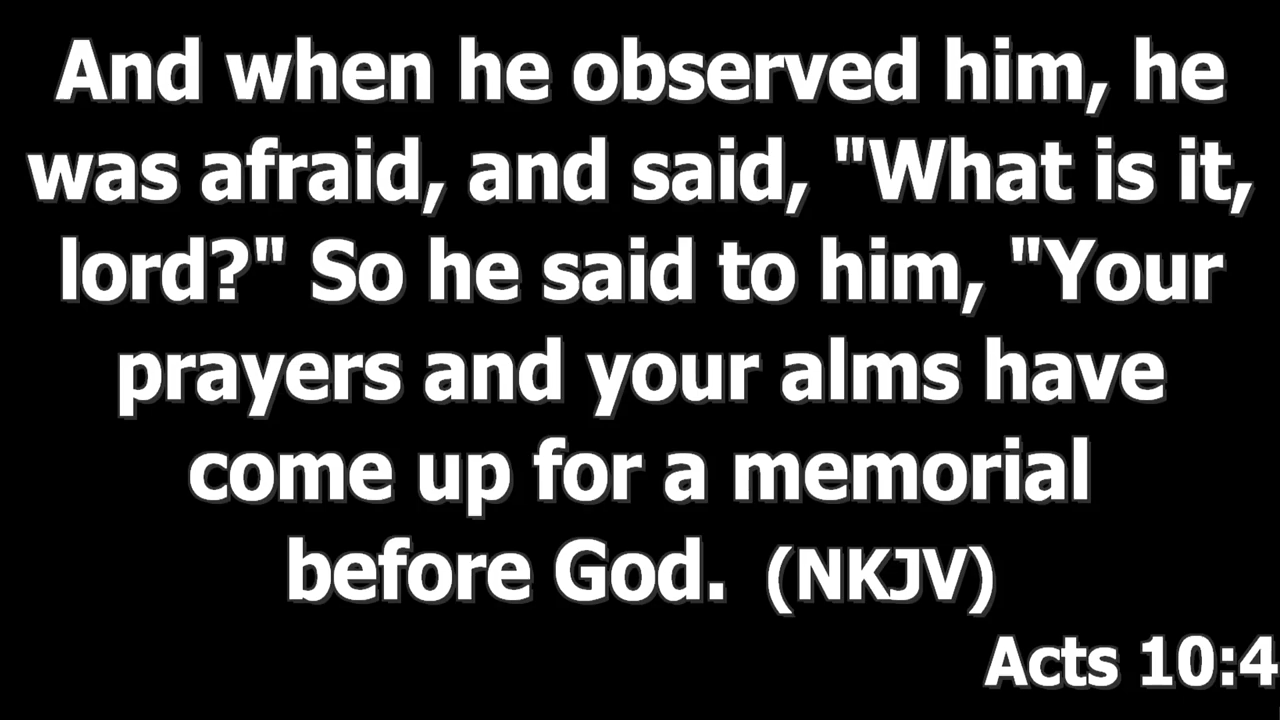 And when he observed him, he
was afraid, and said, "What is it,
lord?" So he said to him, "Your
prayers and your alms have
come up for a memorial
before God. (NKJV)
Acts 10:4